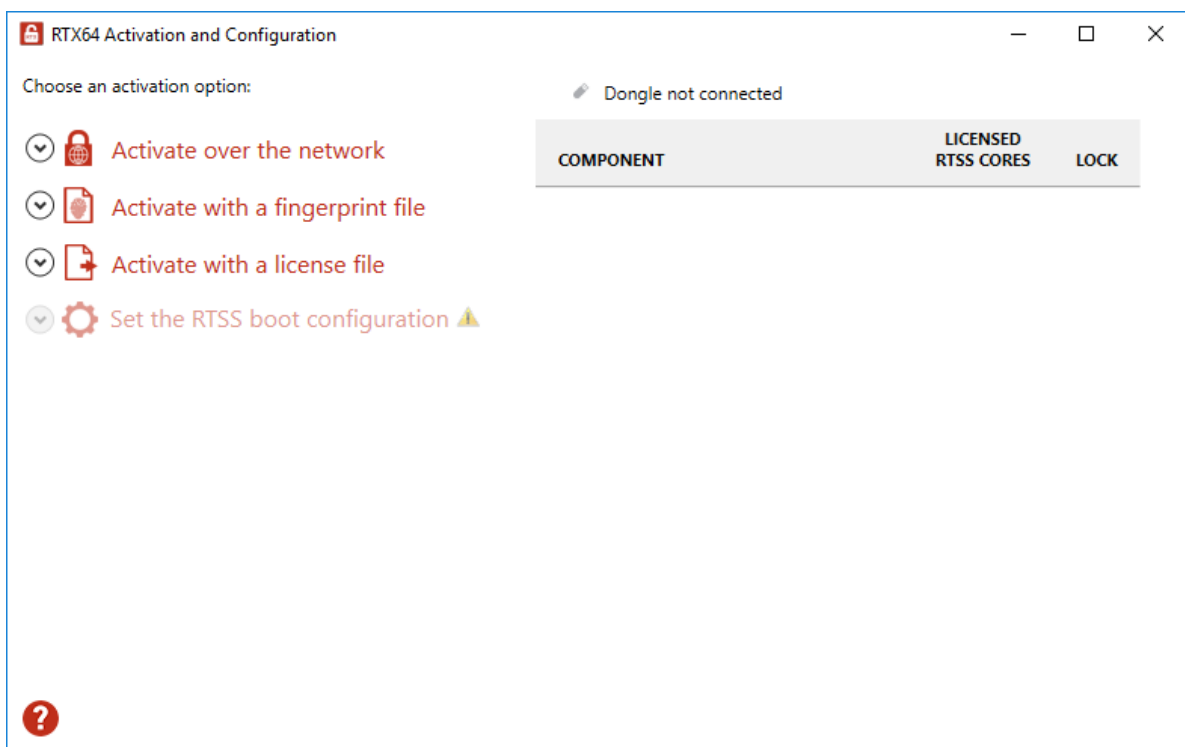 RTX64 Activation and Configuration
Choose an activation option:
Dongle not connected
Activate over the network
Activate with a fingerprint file
Activate with a license file
Set the RTSS boot configuration
COMPONENT
LICENSED
RTSS CORES
LOCK
?